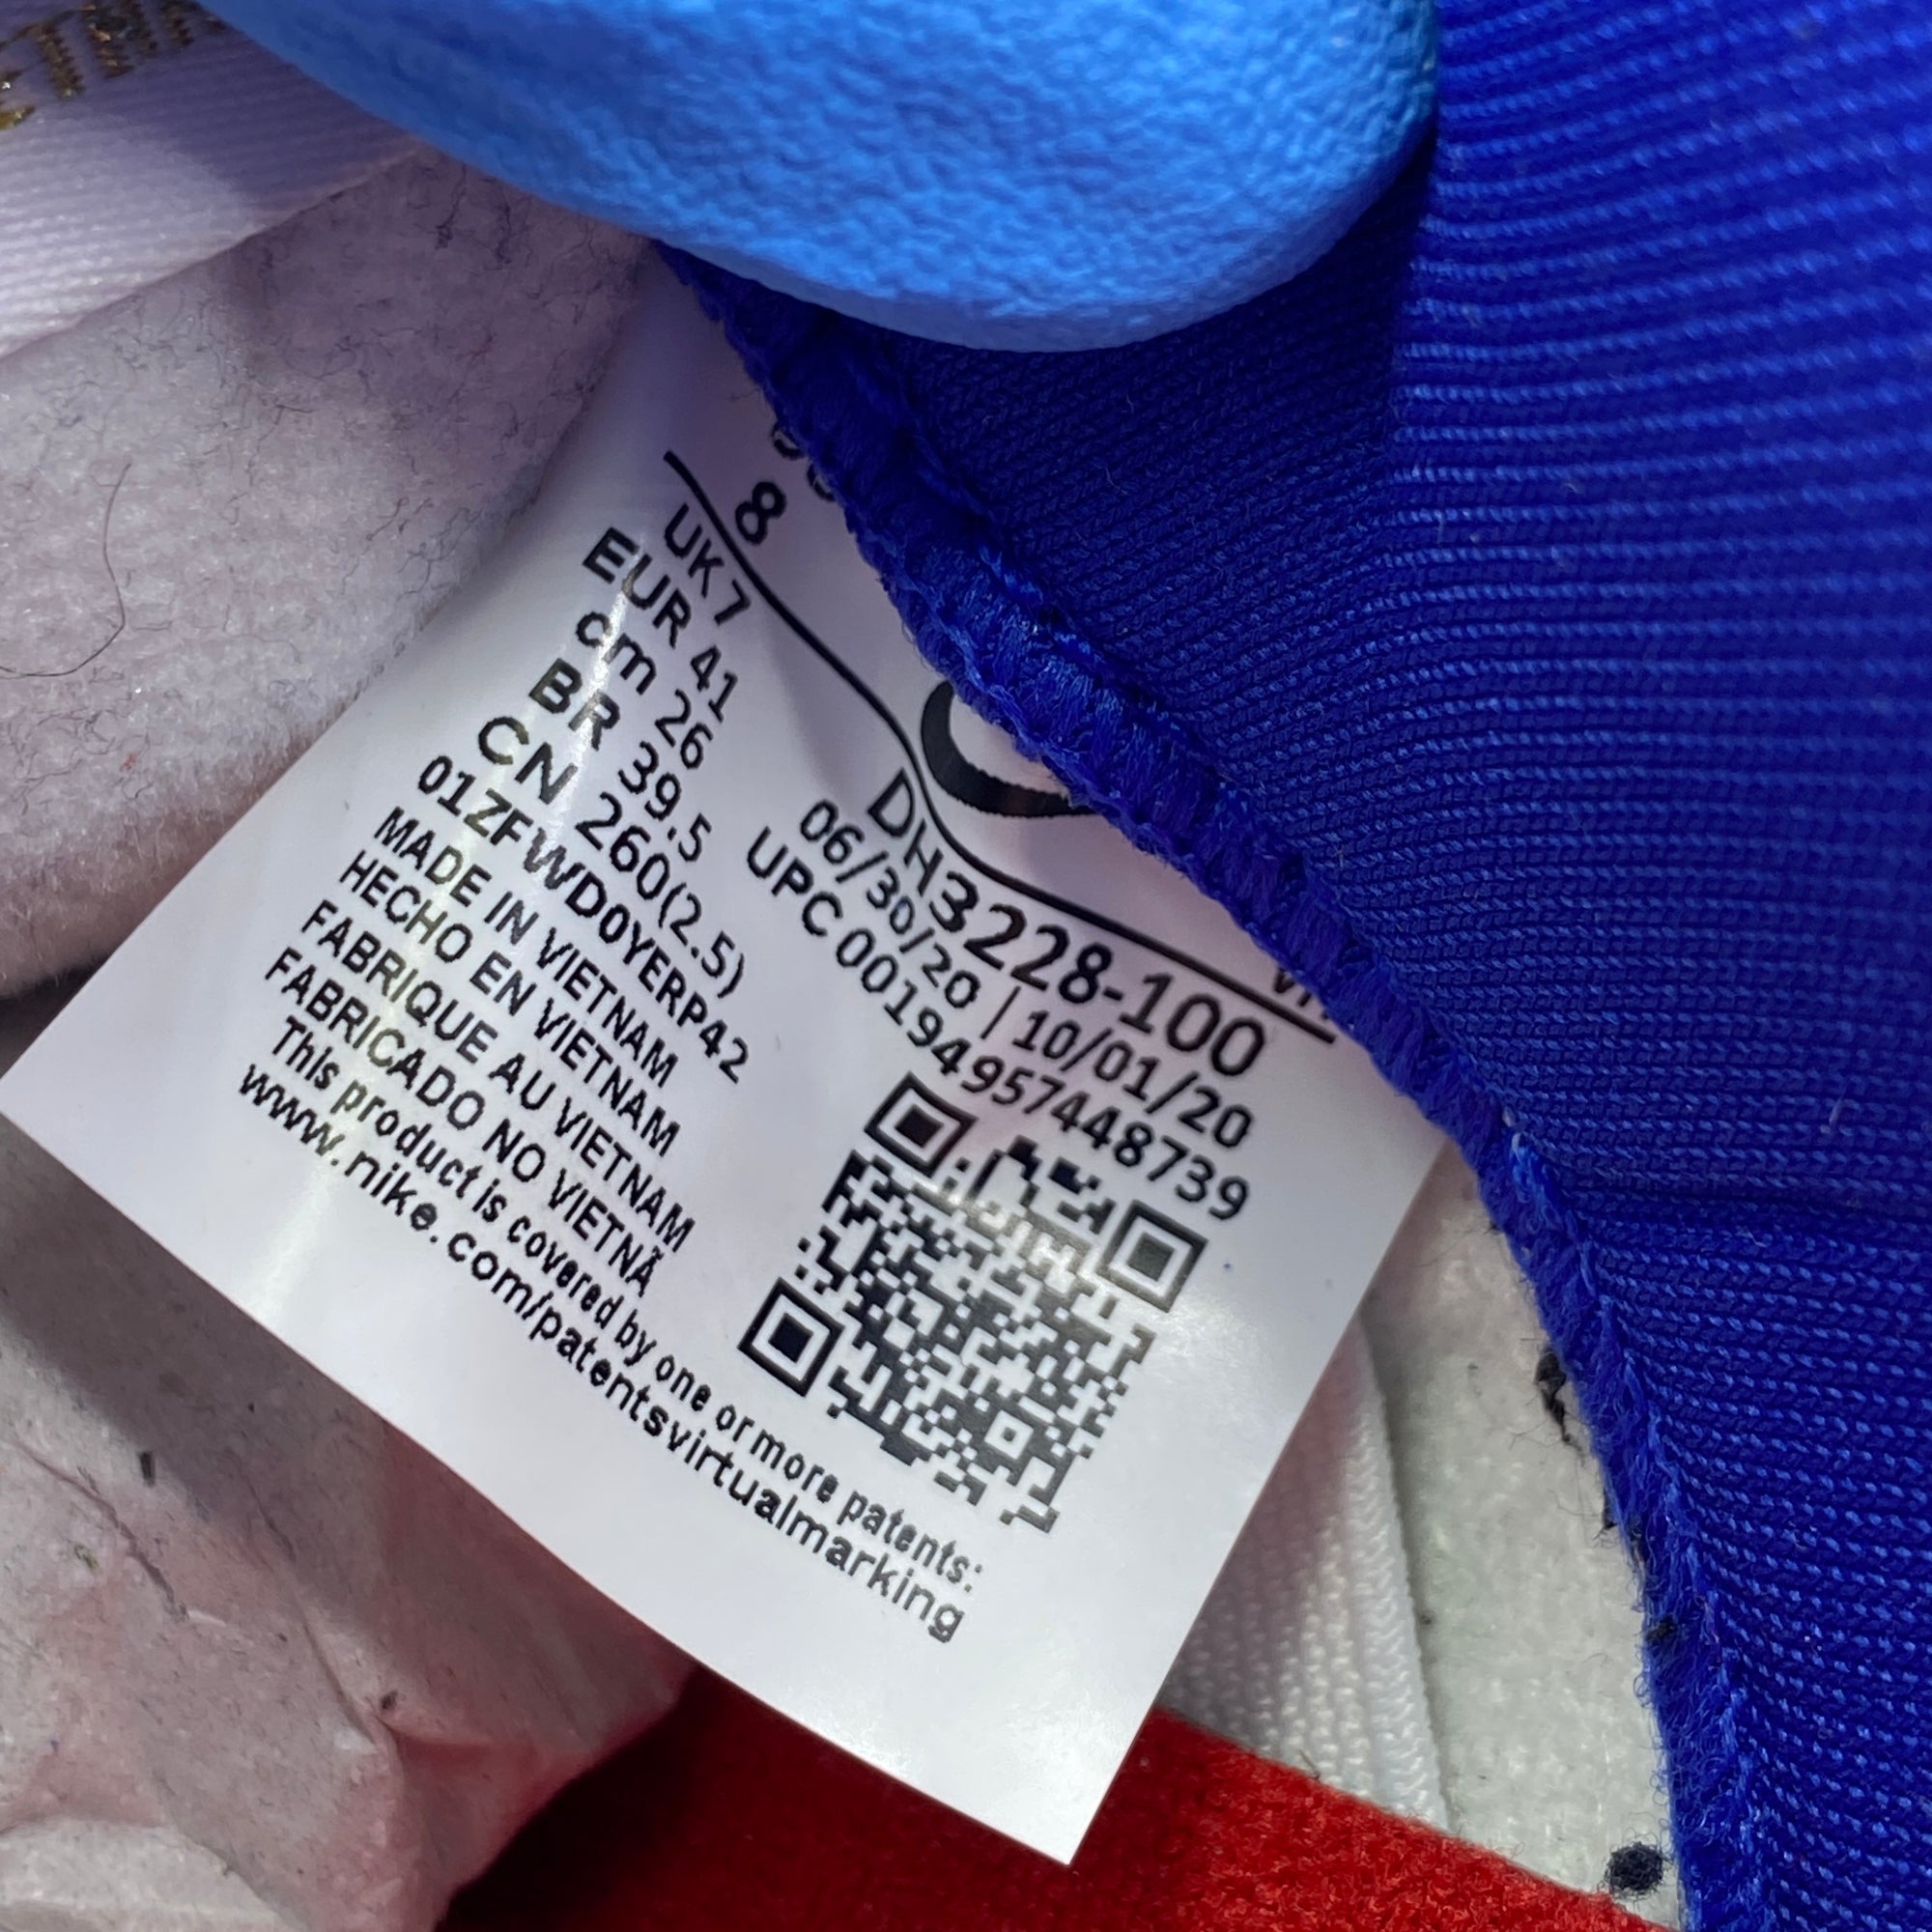 8
UK 7
EUR 41
cm 26
BR 39.5
CN 260(2.5)
01ZFWD0YERP42
MADE IN VIETNAM
HECHO EN VIETNAM
FABRIQUE AU VIETNAM
FABRICADO NO VIETNÃ
This product is covered by one or more patents:
www.nike.com/patentsvirtualmarking
DH3228-100
06/30/20 | 10/01/20
UPC 00194957448739